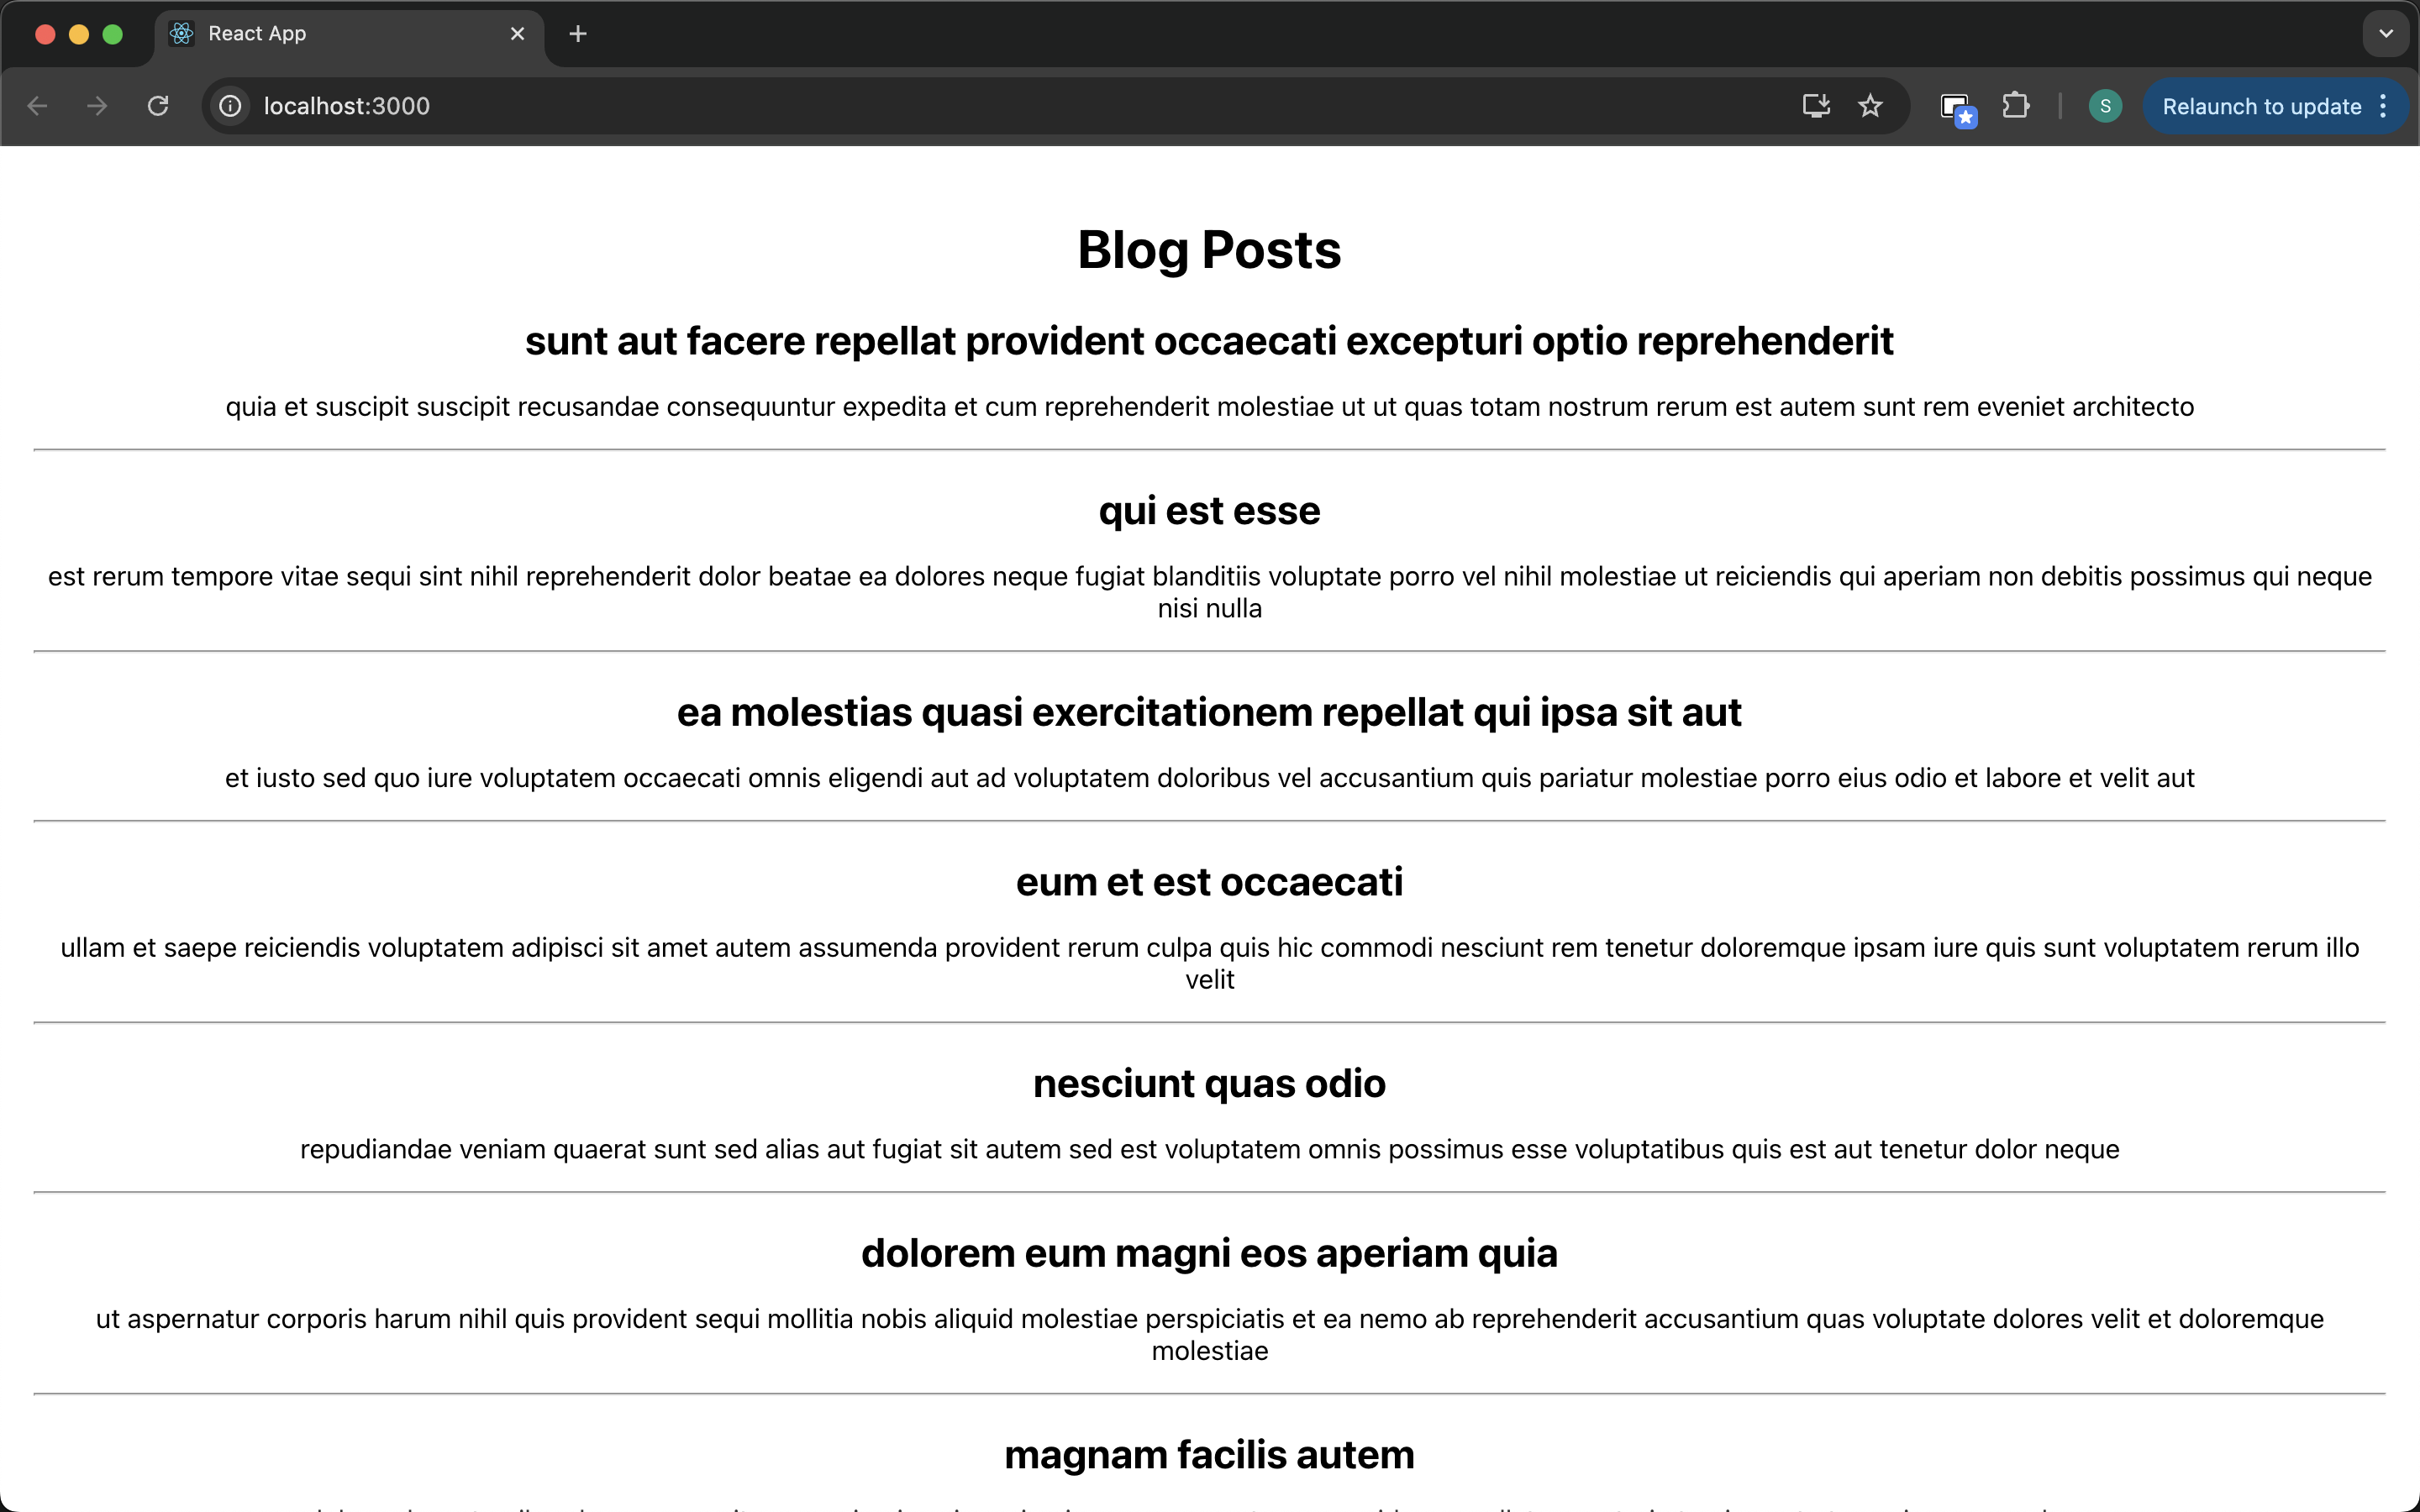 React App
localhost:3000
S
Relaunch to update
Blog Posts
sunt aut facere repellat provident occaecati excepturi optio reprehenderit
quia et suscipit suscipit recusandae consequuntur expedita et cum reprehenderit molestiae ut ut quas totam nostrum rerum est autem sunt rem eveniet architecto
qui est esse
est rerum tempore vitae sequi sint nihil reprehenderit dolor beatae ea dolores neque fugiat blanditiis voluptate porro vel nihil molestiae ut reiciendis qui aperiam non debitis possimus qui neque
nisi nulla
ea molestias quasi exercitationem repellat qui ipsa sit aut
et iusto sed quo iure voluptatem occaecati omnis eligendi aut ad voluptatem doloribus vel accusantium quis pariatur molestiae porro eius odio et labore et velit aut
eum et est occaecati
ullam et saepe reiciendis voluptatem adipisci sit amet autem assumenda provident rerum culpa quis hic commodi nesciunt rem tenetur doloremque ipsam iure quis sunt voluptatem rerum illo
velit
nesciunt quas odio
repudiandae veniam quaerat sunt sed alias aut fugiat sit autem sed est voluptatem omnis possimus esse voluptatibus quis est aut tenetur dolor neque
dolorem eum magni eos aperiam quia
ut aspernatur corporis harum nihil quis provident sequi mollitia nobis aliquid molestiae perspiciatis et ea nemo ab reprehenderit accusantium quas voluptate dolores velit et doloremque
molestiae
magnam facilis autem